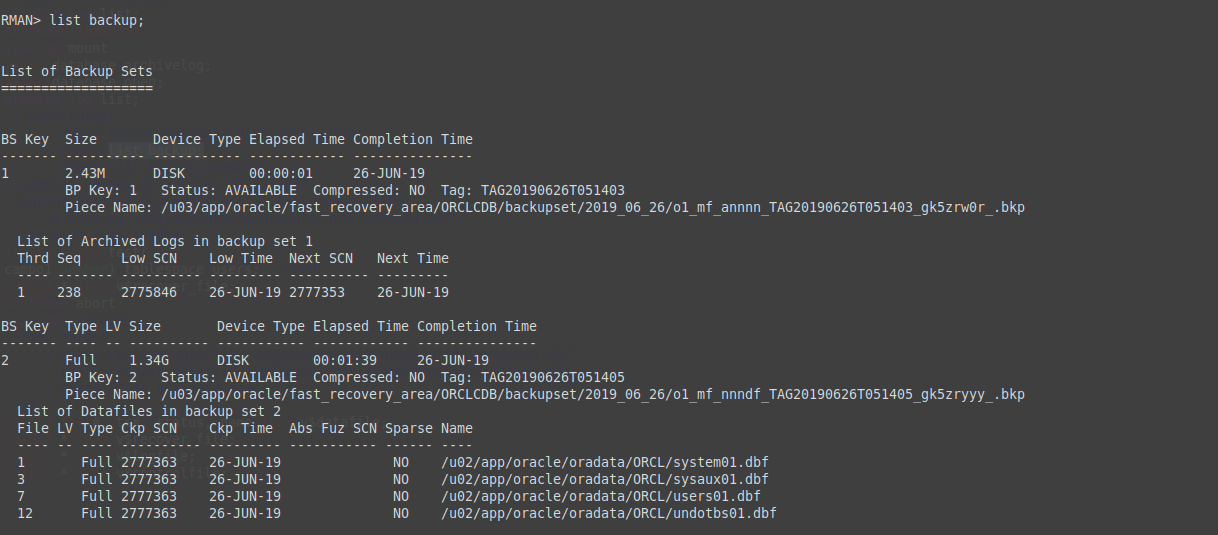 RMAN> list backup;
List of Backup Sets
===================
BS Key  Size       Device Type Elapsed Time Completion Time
------- ---------- ----------- ------------ ---------------
1       2.43M      DISK        00:00:01     26-JUN-19
        BP Key: 1   Status: AVAILABLE  Compressed: NO  Tag: TAG20190626T051403
        Piece Name: /u03/app/oracle/fast_recovery_area/ORCLCDB/backupset/2019_06_26/o1_mf_annnn_TAG20190626T051403_gk5zrw0r_.bkp
  List of Archived Logs in backup set 1
  Thrd Seq     Low SCN    Low Time  Next SCN   Next Time
  ---- ------- ---------- --------- ---------- ---------
  1    238     2775846    26-JUN-19 2777353    26-JUN-19
BS Key  Type LV Size       Device Type Elapsed Time Completion Time
------- ---- -- ---------- ----------- ------------ ---------------
2       Full    1.34G      DISK        00:01:39     26-JUN-19
        BP Key: 2   Status: AVAILABLE  Compressed: NO  Tag: TAG20190626T051405
        Piece Name: /u03/app/oracle/fast_recovery_area/ORCLCDB/backupset/2019_06_26/o1_mf_nnndf_TAG20190626T051405_gk5zryyy_.bkp
  List of Datafiles in backup set 2
  File LV Type Ckp SCN    Ckp Time  Abs Fuz SCN Sparse Name
  ---- -- ---- ---------- --------- ----------- ------ ----
  1       Full 2777363    26-JUN-19              NO    /u02/app/oracle/oradata/ORCL/system01.dbf
  3       Full 2777363    26-JUN-19              NO    /u02/app/oracle/oradata/ORCL/sysaux01.dbf
  7       Full 2777363    26-JUN-19              NO    /u02/app/oracle/oradata/ORCL/users01.dbf
  12      Full 2777363    26-JUN-19              NO    /u02/app/oracle/oradata/ORCL/undotbs01.dbf